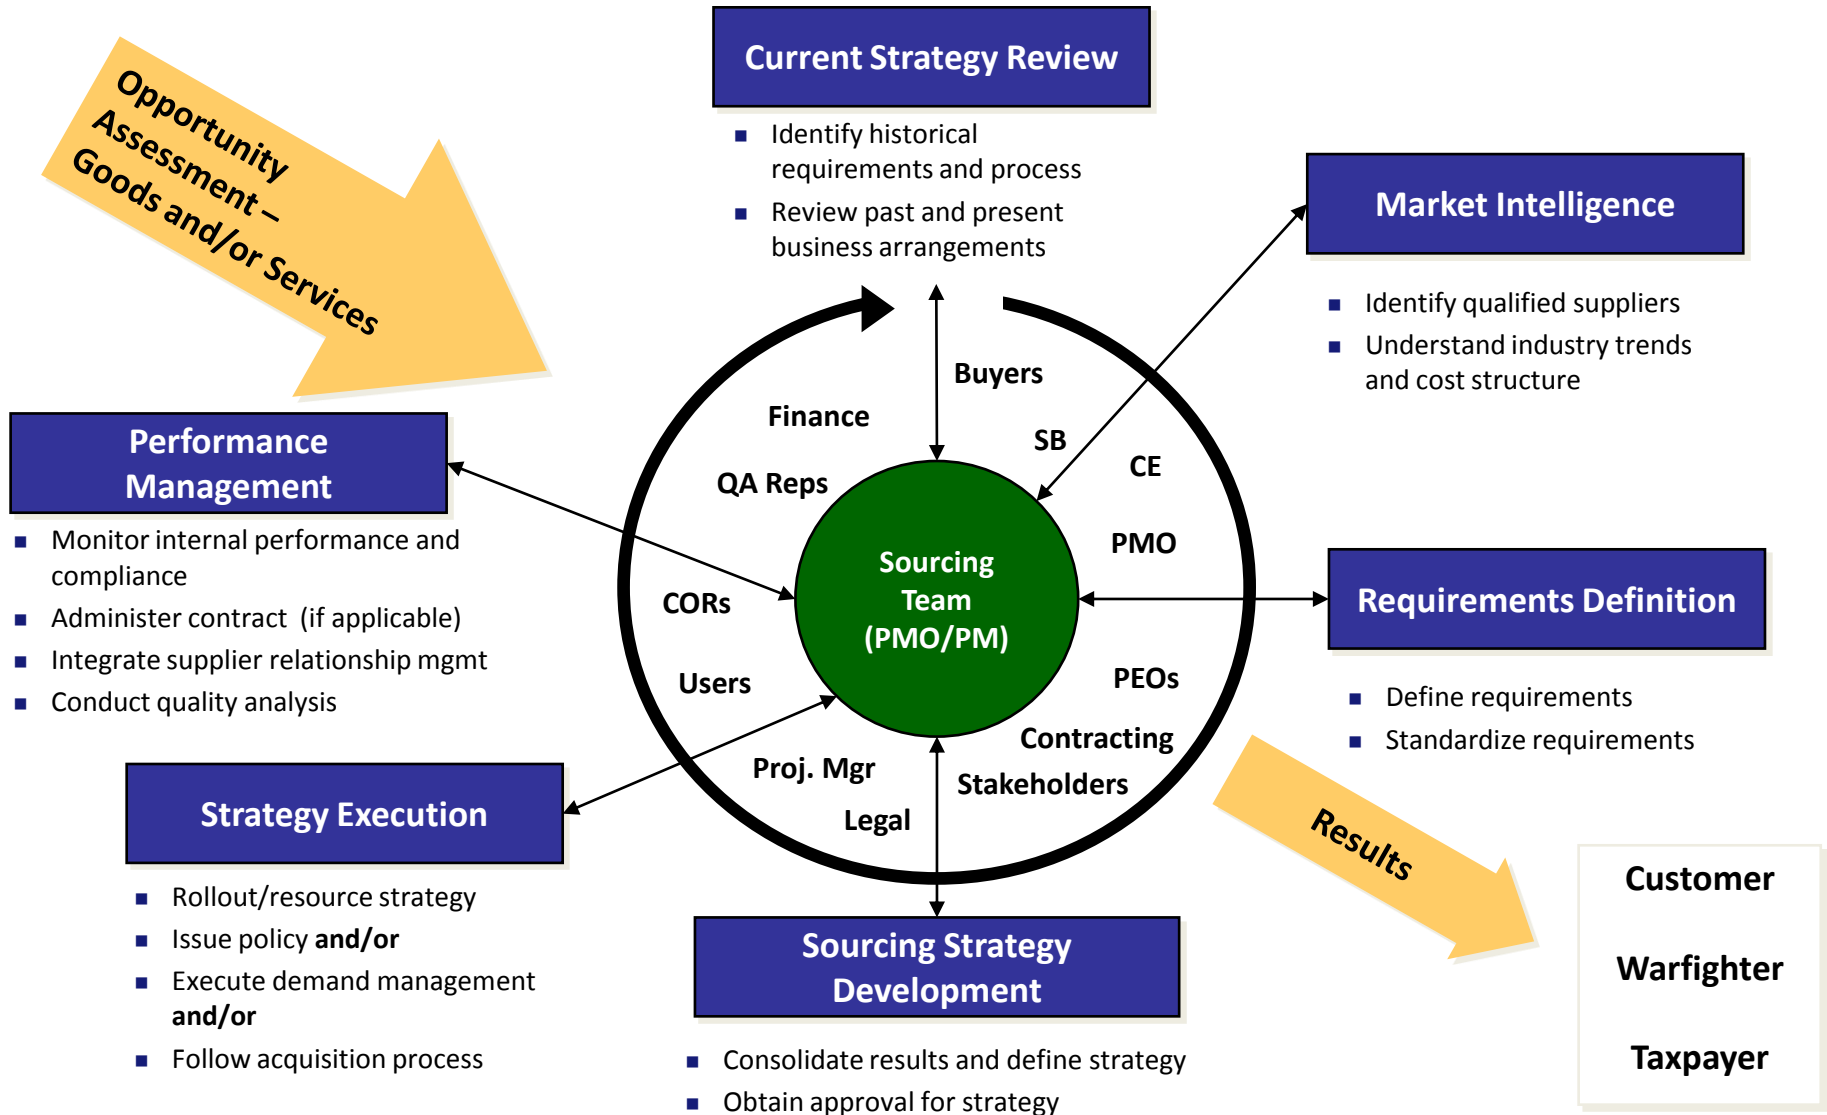 Opportunity
Assessment –
Goods and/or Services
Current Strategy Review
Identify historical
requirements and process
Review past and present
business arrangements
Market Intelligence
Identify qualified suppliers
Understand industry trends
and cost structure
Requirements Definition
Define requirements
Standardize requirements
Sourcing Strategy
Development
Consolidate results and define strategy
Obtain approval for strategy
Strategy Execution
Rollout/resource strategy
Issue policy and/or
Execute demand management
and/or
Follow acquisition process
Performance
Management
Monitor internal performance and
compliance
Administer contract (if applicable)
Integrate supplier relationship mgmt
Conduct quality analysis
Sourcing
Team
(PMO/PM)
Buyers
SB
CE
PMO
PEOs
Contracting
Stakeholders
Legal
Proj. Mgr
Users
CORs
QA Reps
Finance
Results
Customer
Warfighter
Taxpayer